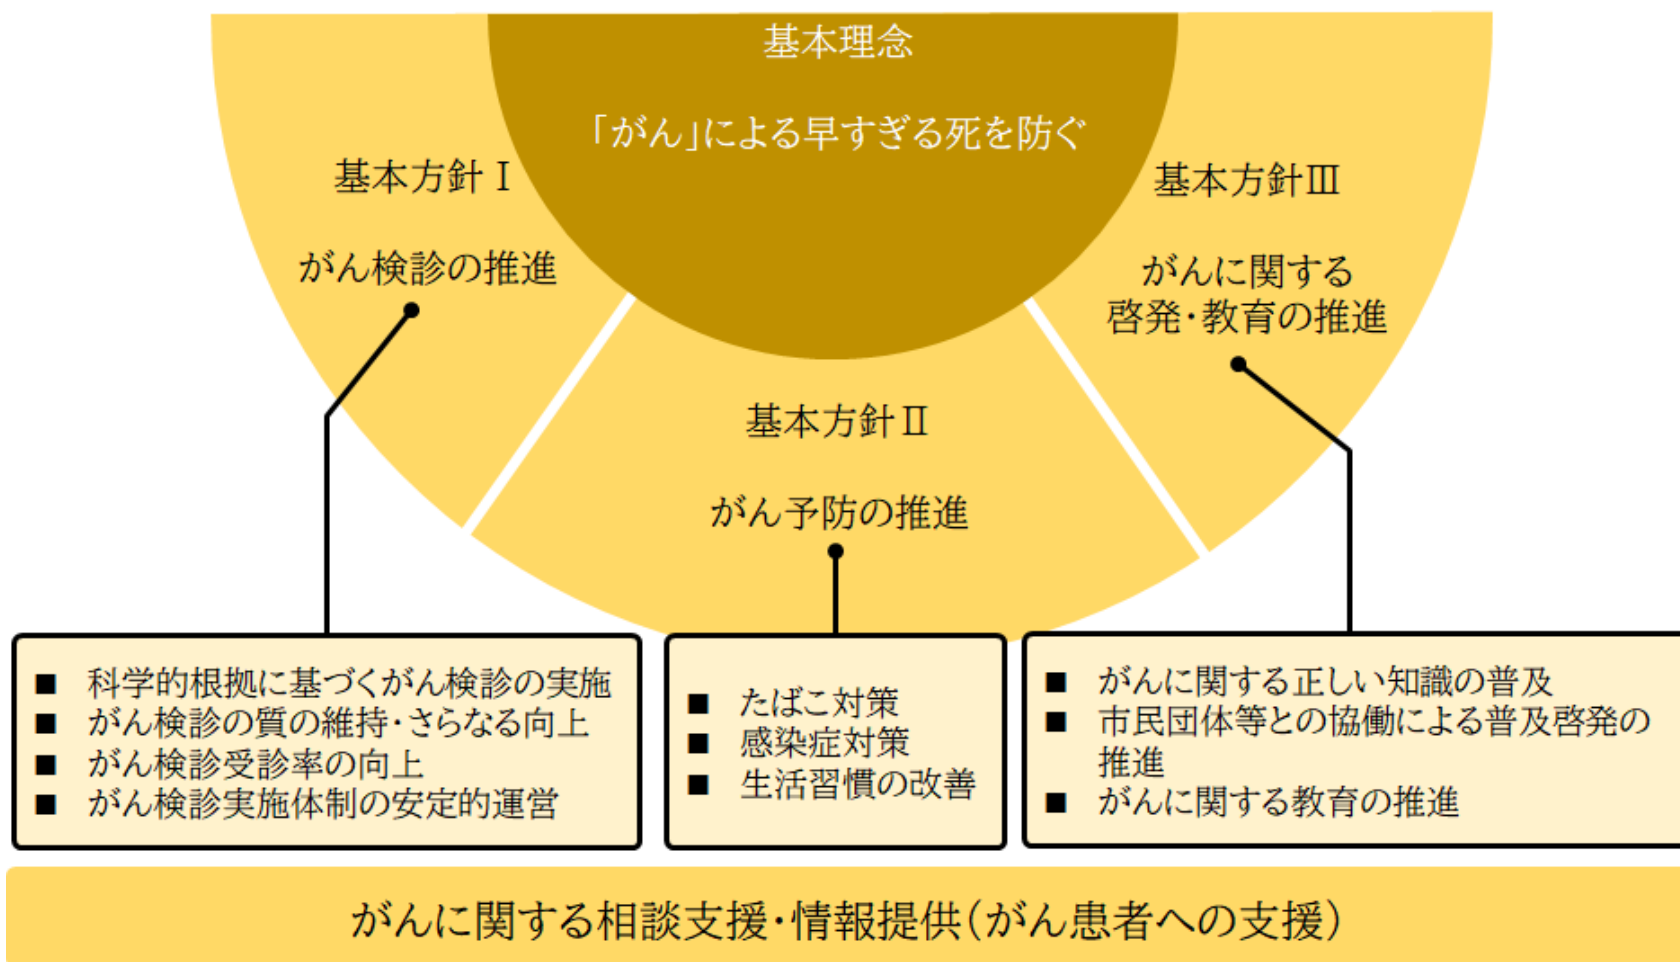 基本理念
「がん」による早すぎる死を防ぐ
基本方針Ⅰ
がん検診の推進
基本方針Ⅱ
がん予防の推進
基本方針Ⅲ
がんに関する
啓発・教育の推進
■ 科学的根拠に基づくがん検診の実施
■ がん検診の質の維持・さらなる向上
■ がん検診受診率の向上
■ がん検診実施体制の安定的運営
■ たばこ対策
■ 感染症対策
■ 生活習慣の改善
■ がんに関する正しい知識の普及
■ 市民団体等との協働による普及啓発の
推進
■ がんに関する教育の推進
がんに関する相談支援・情報提供（がん患者への支援）